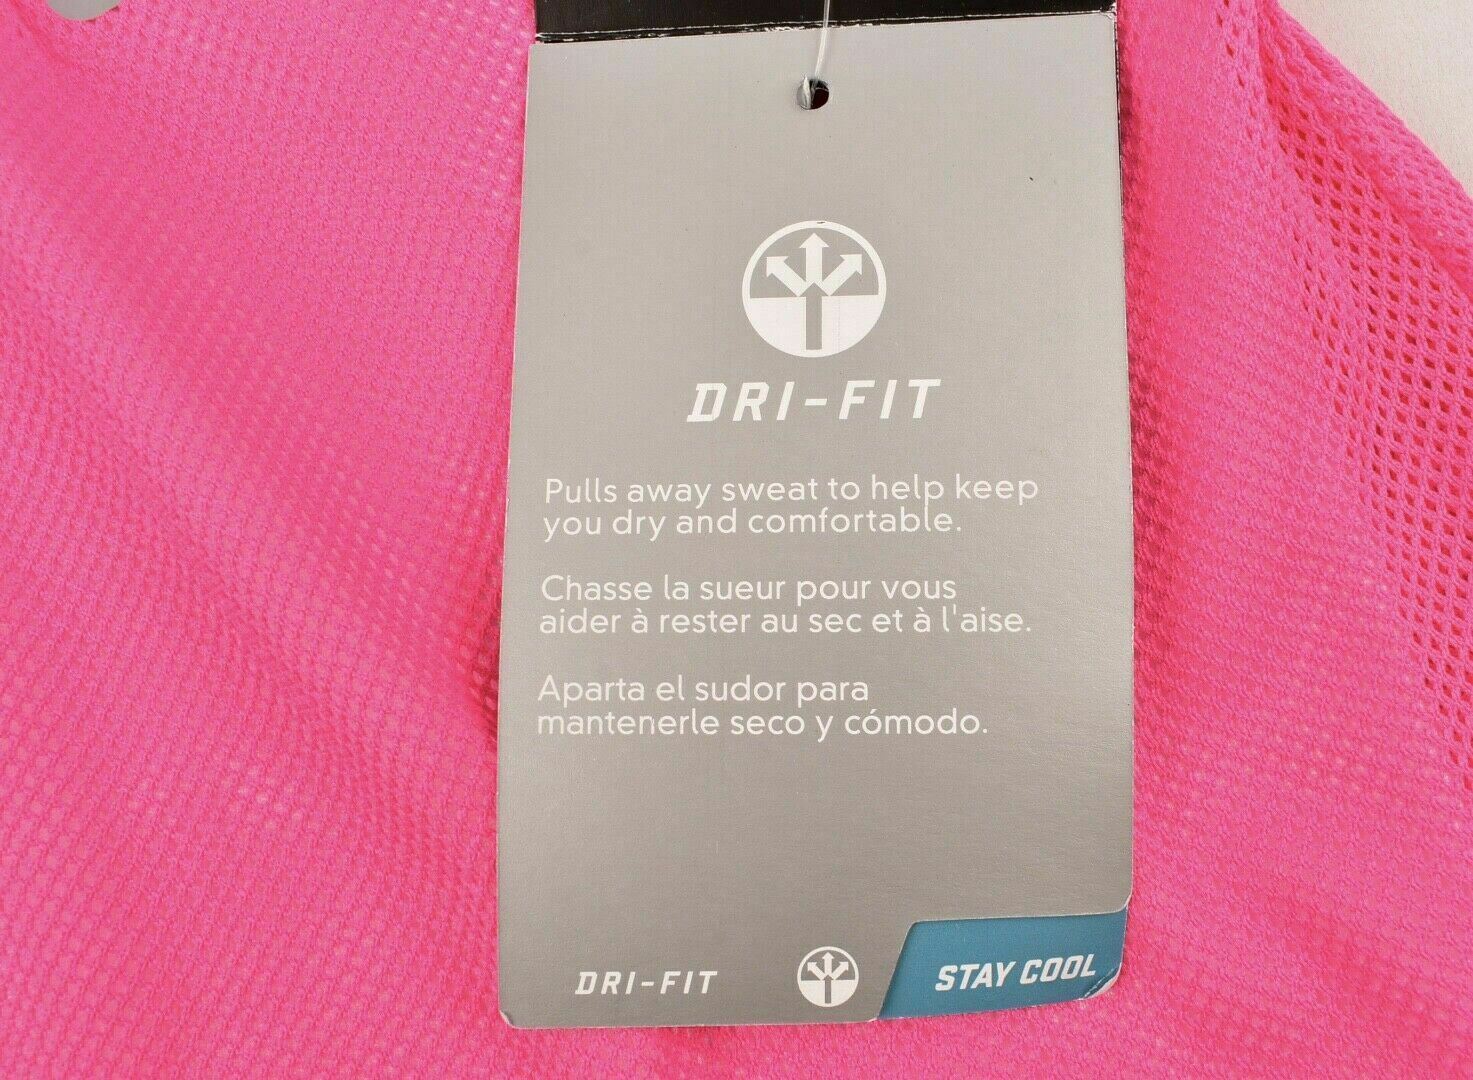 DRI-FIT
Pulls away sweat to help keep
you dry and comfortable.
Chasse la sueur pour vous
aider à rester au sec et à l'aise.
Aparta el sudor para
mantenerle seco y cómodo.
DRI-FIT
STAY COOL